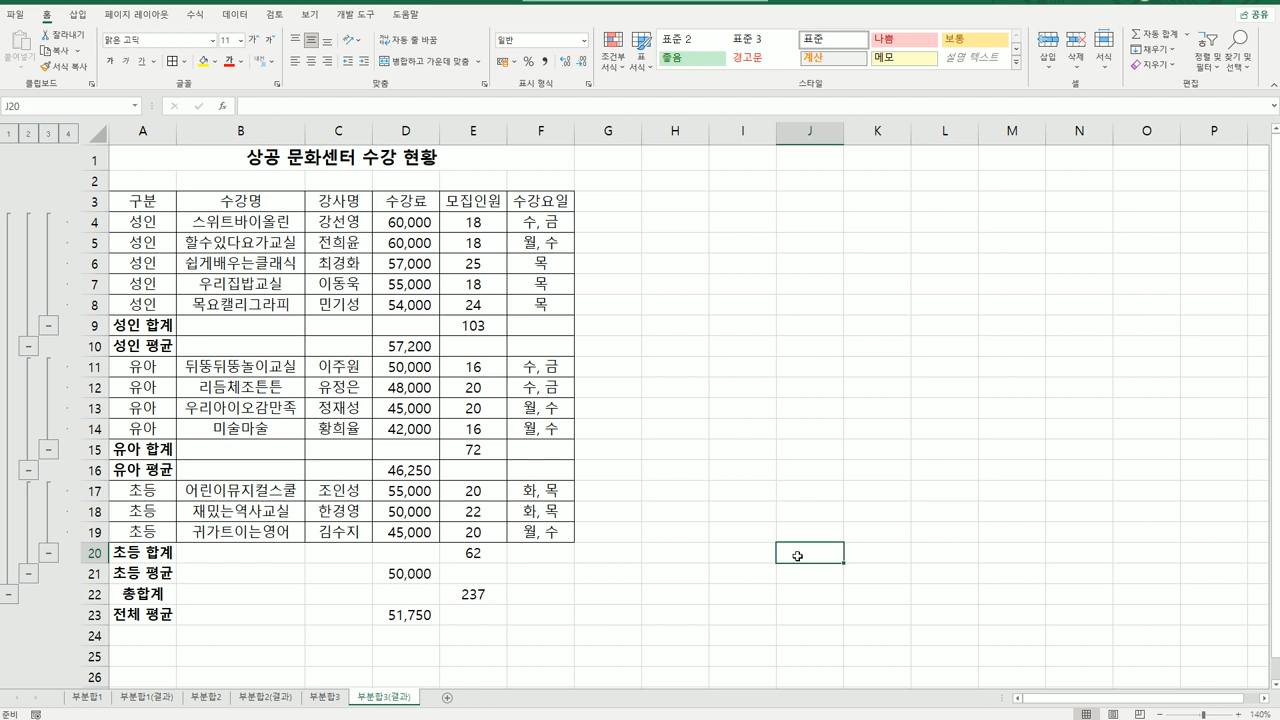 파일 홈 삽입 페이지 레이아웃 수식 데이터 검토 보기 개발 도구 도움말 공유
붙여넣기 잘라내기 복사 서식 복사 클립보드
맑은 고딕 11 글꼴
자동 줄 바꿈
병합하고 가운데 맞춤
맞춤
일반
표시 형식
조건부 서식 표 서식
표준 2 표준 3 표준 나쁨 보통
좋음 경고문 계산 메모 설명 텍스트
스타일
삽입 삭제 서식
셀
자동 합계
채우기
지우기
정렬 및 필터 찾기 및 선택
편집
J20 fx
1 2 3 4
A B C D E F G H I J K L M N O P
1 상공 문화센터 수강 현황
2
3 구분 수강명 강사명 수강료 모집인원 수강요일
4 성인 스위트바이올린 강선영 60,000 18 수, 금
5 성인 할수있다요가교실 전희윤 60,000 18 월, 수
6 성인 쉽게배우는클래식 최경화 57,000 25 목
7 성인 우리집밥교실 이동욱 55,000 18 목
8 성인 목요캘리그라피 민기성 54,000 24 목
9 성인 합계 103
10 성인 평균 57,200
11 유아 뒤뚱뒤뚱놀이교실 이주원 50,000 16 수, 금
12 유아 리듬체조튼튼 유정은 48,000 20 수, 금
13 유아 우리아이오감만족 정재성 45,000 20 월, 수
14 유아 미술마술 황희율 42,000 16 월, 수
15 유아 합계 72
16 유아 평균 46,250
17 초등 어린이뮤지컬스쿨 조인성 55,000 20 화, 목
18 초등 재밌는역사교실 한경영 50,000 22 화, 목
19 초등 귀가트이는영어 김수지 45,000 20 월, 수
20 초등 합계 62
21 초등 평균 50,000
22 총합계 237
23 전체 평균 51,750
24
25
26
부분합1 부분합1(결과) 부분합2 부분합2(결과) 부분합3 부분합3(결과)
준비 140%